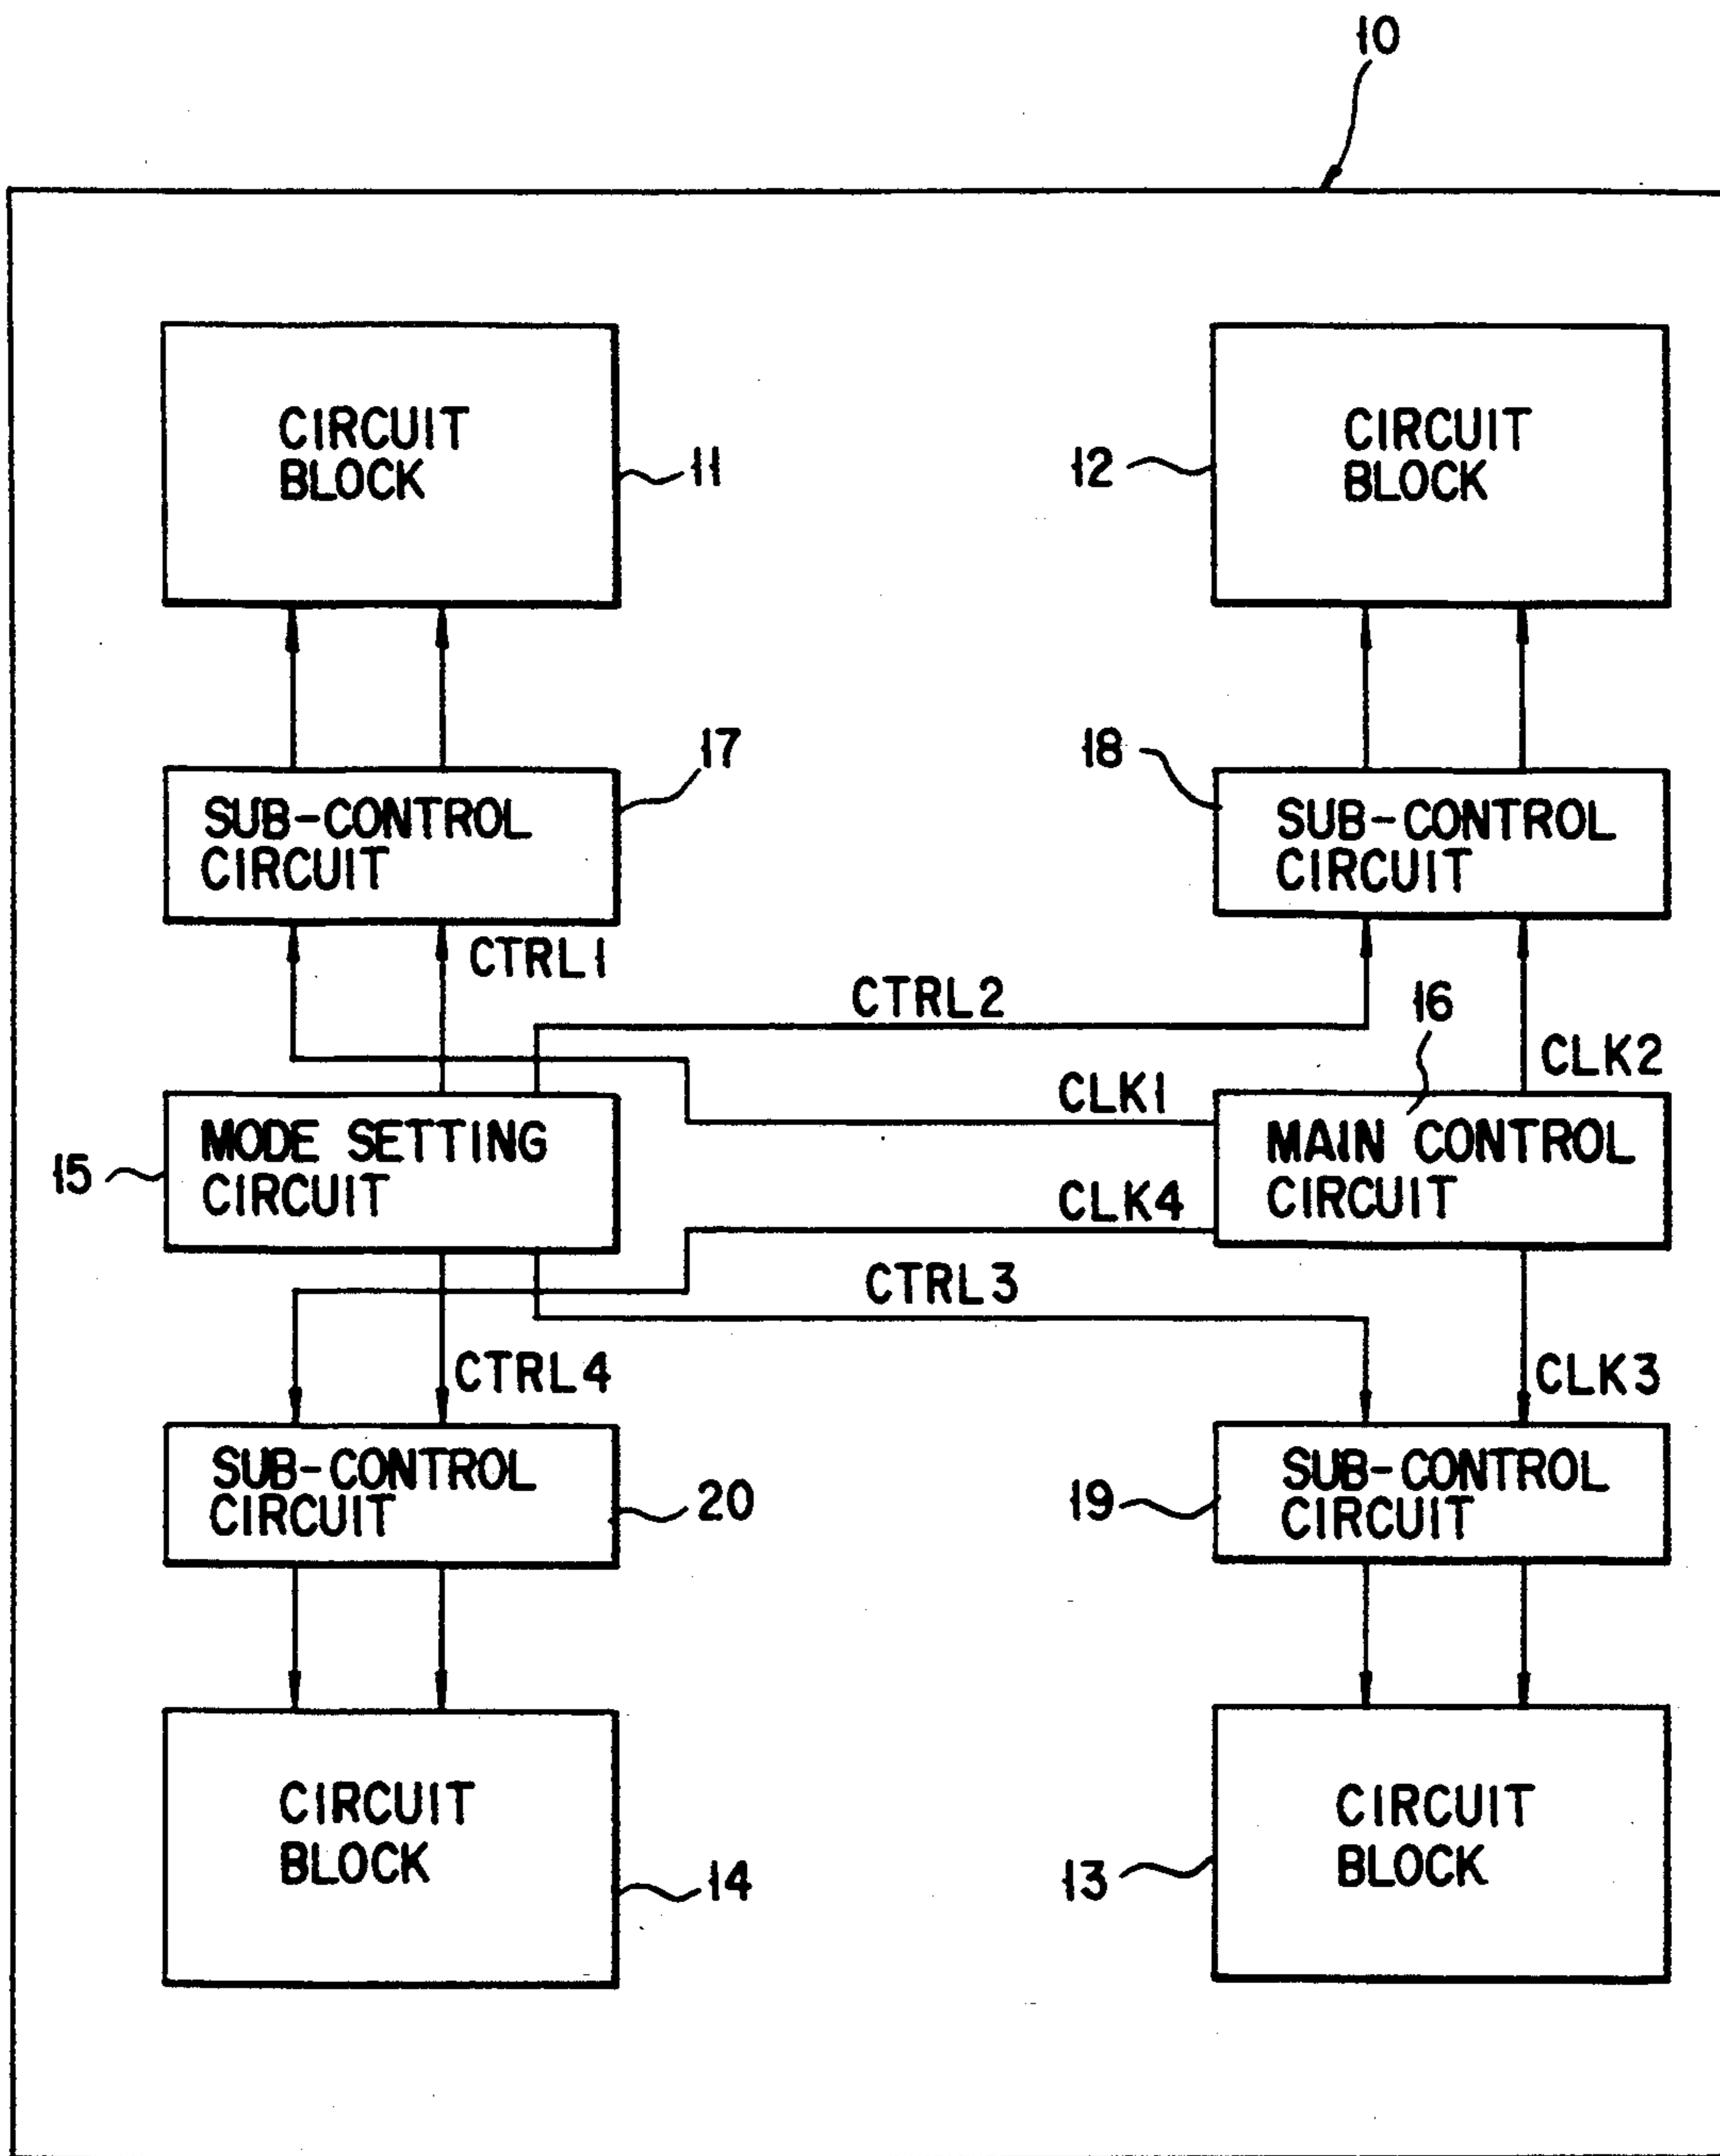 10
CIRCUIT
BLOCK
11
12
CIRCUIT
BLOCK
17
SUB-CONTROL
CIRCUIT
18
SUB-CONTROL
CIRCUIT
CTRL1
CTRL2
16
CLK2
CLK1
MODE SETTING
CIRCUIT
15
MAIN CONTROL
CIRCUIT
CLK4
CTRL3
CTRL4
CLK3
SUB-CONTROL
CIRCUIT
20
19
SUB-CONTROL
CIRCUIT
CIRCUIT
BLOCK
14
13
CIRCUIT
BLOCK